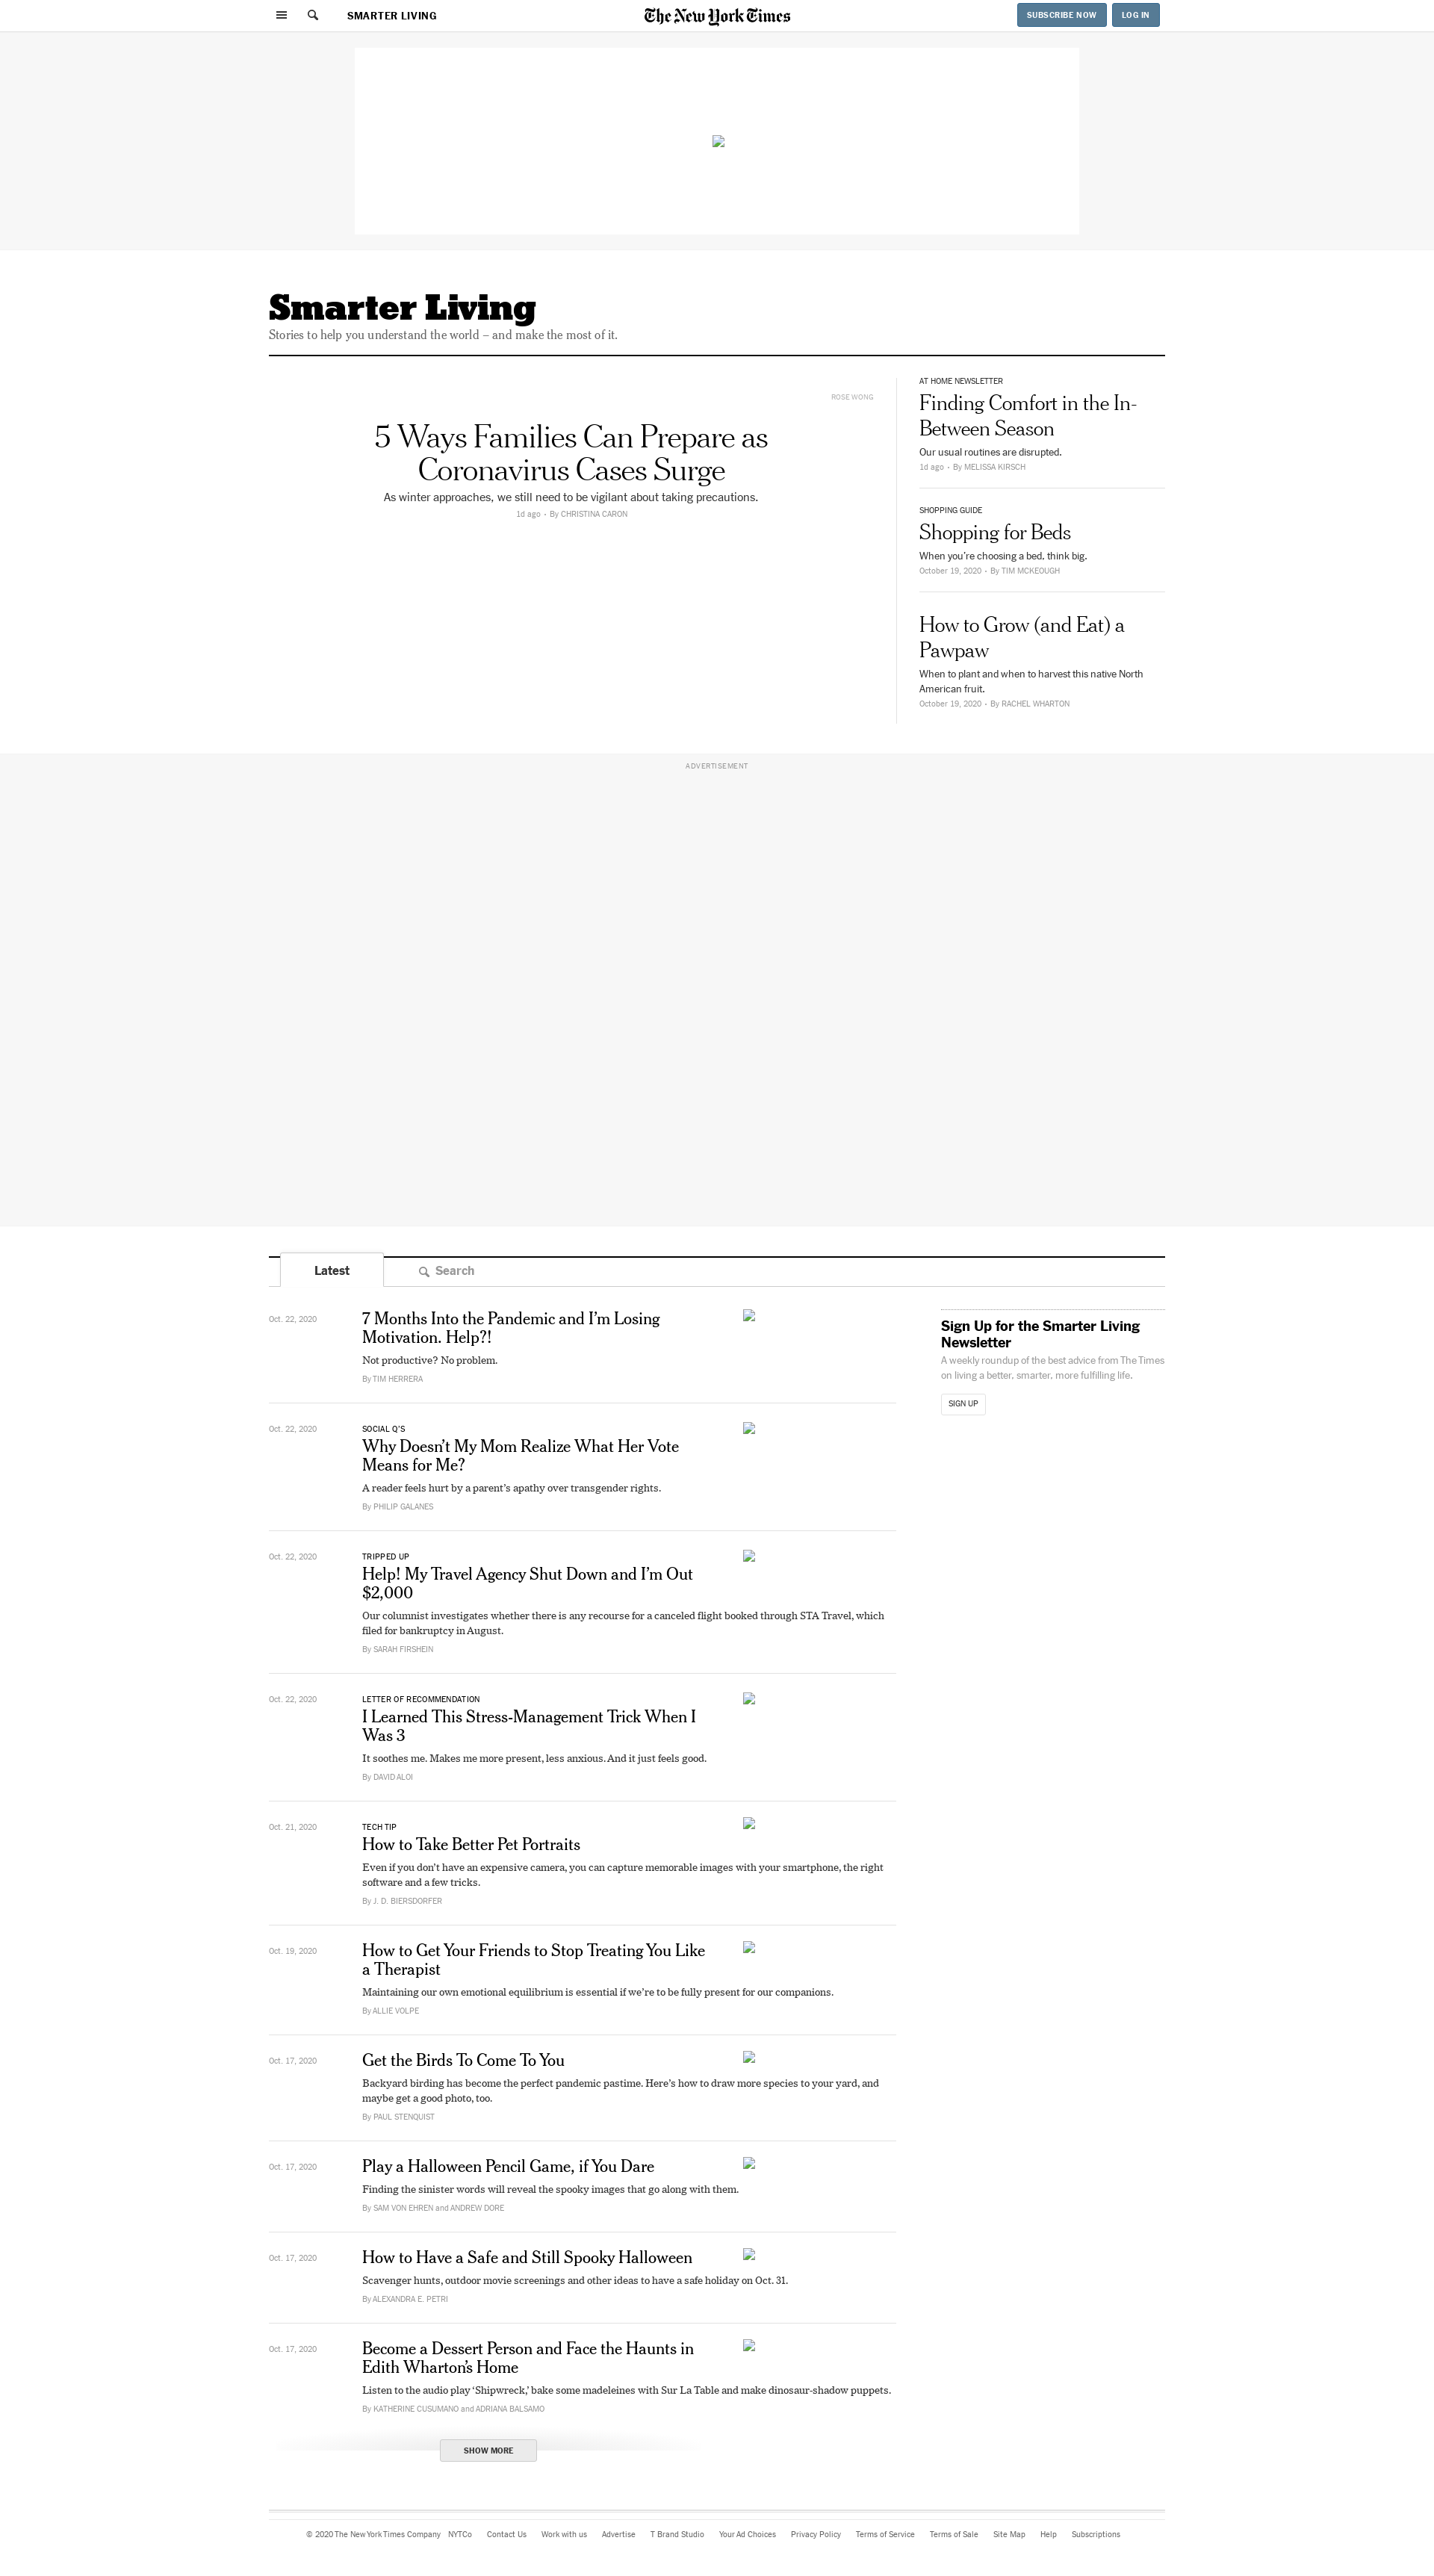 SMARTER LIVING
The New York Times
SUBSCRIBE NOW
LOG IN
Smarter Living
Stories to help you understand the world – and make the most of it.
ROSE WONG
5 Ways Families Can Prepare as
Coronavirus Cases Surge
As winter approaches, we still need to be vigilant about taking precautions.
1d ago • By CHRISTINA CARON
AT HOME NEWSLETTER
Finding Comfort in the In-
Between Season
Our usual routines are disrupted.
1d ago • By MELISSA KIRSCH
SHOPPING GUIDE
Shopping for Beds
When you’re choosing a bed, think big.
October 19, 2020 • By TIM MCKEOUGH
How to Grow (and Eat) a
Pawpaw
When to plant and when to harvest this native North
American fruit.
October 19, 2020 • By RACHEL WHARTON
ADVERTISEMENT
Latest
Search
Oct. 22, 2020
7 Months Into the Pandemic and I’m Losing
Motivation. Help?!
Not productive? No problem.
By TIM HERRERA
Sign Up for the Smarter Living
Newsletter
A weekly roundup of the best advice from The Times
on living a better, smarter, more fulfilling life.
SIGN UP
Oct. 22, 2020
SOCIAL Q’S
Why Doesn’t My Mom Realize What Her Vote
Means for Me?
A reader feels hurt by a parent’s apathy over transgender rights.
By PHILIP GALANES
Oct. 22, 2020
TRIPPED UP
Help! My Travel Agency Shut Down and I’m Out
$2,000
Our columnist investigates whether there is any recourse for a canceled flight booked through STA Travel, which
filed for bankruptcy in August.
By SARAH FIRSHEIN
Oct. 22, 2020
LETTER OF RECOMMENDATION
I Learned This Stress-Management Trick When I
Was 3
It soothes me. Makes me more present, less anxious. And it just feels good.
By DAVID ALOI
Oct. 21, 2020
TECH TIP
How to Take Better Pet Portraits
Even if you don’t have an expensive camera, you can capture memorable images with your smartphone, the right
software and a few tricks.
By J. D. BIERSDORFER
Oct. 19, 2020
How to Get Your Friends to Stop Treating You Like
a Therapist
Maintaining our own emotional equilibrium is essential if we’re to be fully present for our companions.
By ALLIE VOLPE
Oct. 17, 2020
Get the Birds To Come To You
Backyard birding has become the perfect pandemic pastime. Here’s how to draw more species to your yard, and
maybe get a good photo, too.
By PAUL STENQUIST
Oct. 17, 2020
Play a Halloween Pencil Game, if You Dare
Finding the sinister words will reveal the spooky images that go along with them.
By SAM VON EHREN and ANDREW DORE
Oct. 17, 2020
How to Have a Safe and Still Spooky Halloween
Scavenger hunts, outdoor movie screenings and other ideas to have a safe holiday on Oct. 31.
By ALEXANDRA E. PETRI
Oct. 17, 2020
Become a Dessert Person and Face the Haunts in
Edith Wharton’s Home
Listen to the audio play ‘Shipwreck,’ bake some madeleines with Sur La Table and make dinosaur-shadow puppets.
By KATHERINE CUSUMANO and ADRIANA BALSAMO
SHOW MORE
© 2020 The New York Times Company NYTCo Contact Us Work with us Advertise T Brand Studio Your Ad Choices Privacy Policy Terms of Service Terms of Sale Site Map Help Subscriptions